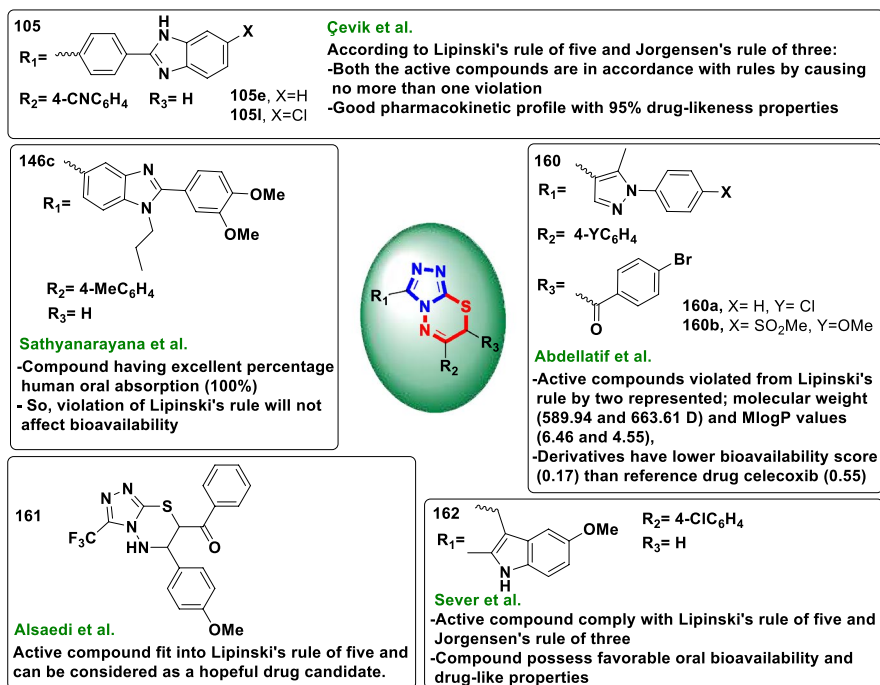 105
H
N
X
N
R1=
R2= 4-CNC6H4 R3= H
105e, X=H
105l, X=Cl
Çevik et al.
According to Lipinski's rule of five and Jorgensen's rule of three:
-Both the active compounds are in accordance with rules by causing
no more than one violation
-Good pharmacokinetic profile with 95% drug-likeness properties
146c
N
N
OMe
OMe
R1=
R2= 4-MeC6H4
R3= H
Sathyanarayana et al.
-Compound having excellent percentage
human oral absorption (100%)
- So, violation of Lipinski's rule will not
affect bioavailability
N N
R1
N
S
N
R3
R2
160
R1=
N
N
X
R2= 4-YC6H4
R3=
Br
O
160a, X= H, Y= Cl
160b, X= SO2Me, Y=OMe
Abdellatif et al.
-Active compounds violated from Lipinski's
rule by two represented; molecular weight
(589.94 and 663.61 D) and MlogP values
(6.46 and 4.55),
-Derivatives have lower bioavailability score
(0.17) than reference drug celecoxib (0.55)
161
N
N
S
N
F3C
HN
O
OMe
Alsaedi et al.
Active compound fit into Lipinski's rule of five and
can be considered as a hopeful drug candidate.
162
R1=
OMe
N
H
R2= 4-ClC6H4
R3= H
Sever et al.
-Active compound comply with Lipinski's rule of five and
Jorgensen's rule of three
-Compound possess favorable oral bioavailability and
drug-like properties